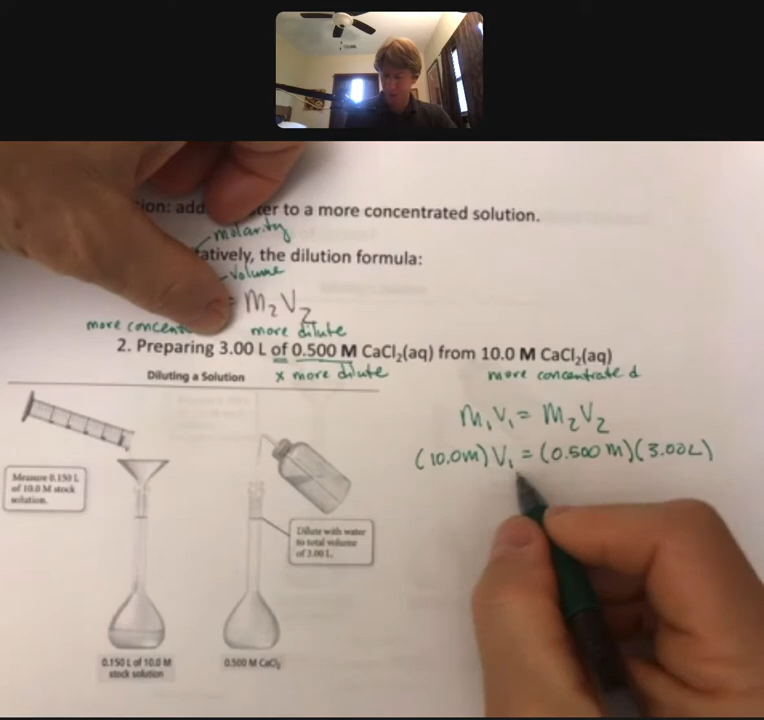 ion: add ter to a more concentrated solution.
molarity
atively, the dilution formula:
volume
= M₂V₂
more concent more dilute
2. Preparing 3.00 L of 0.500 M CaCl₂(aq) from 10.0 M CaCl₂(aq)
Diluting a Solution x more dilute more concentrated
M₁V₁ = M₂V₂
(10.0M) V₁ = (0.500 M)(3.00L)
Measure 0.150 L
of 10.0 M stock
solution.
Dilute with water
to total volume
of 3.00 L.
0.150 L of 10.0 M
stock solution
0.500 M CaCl₂